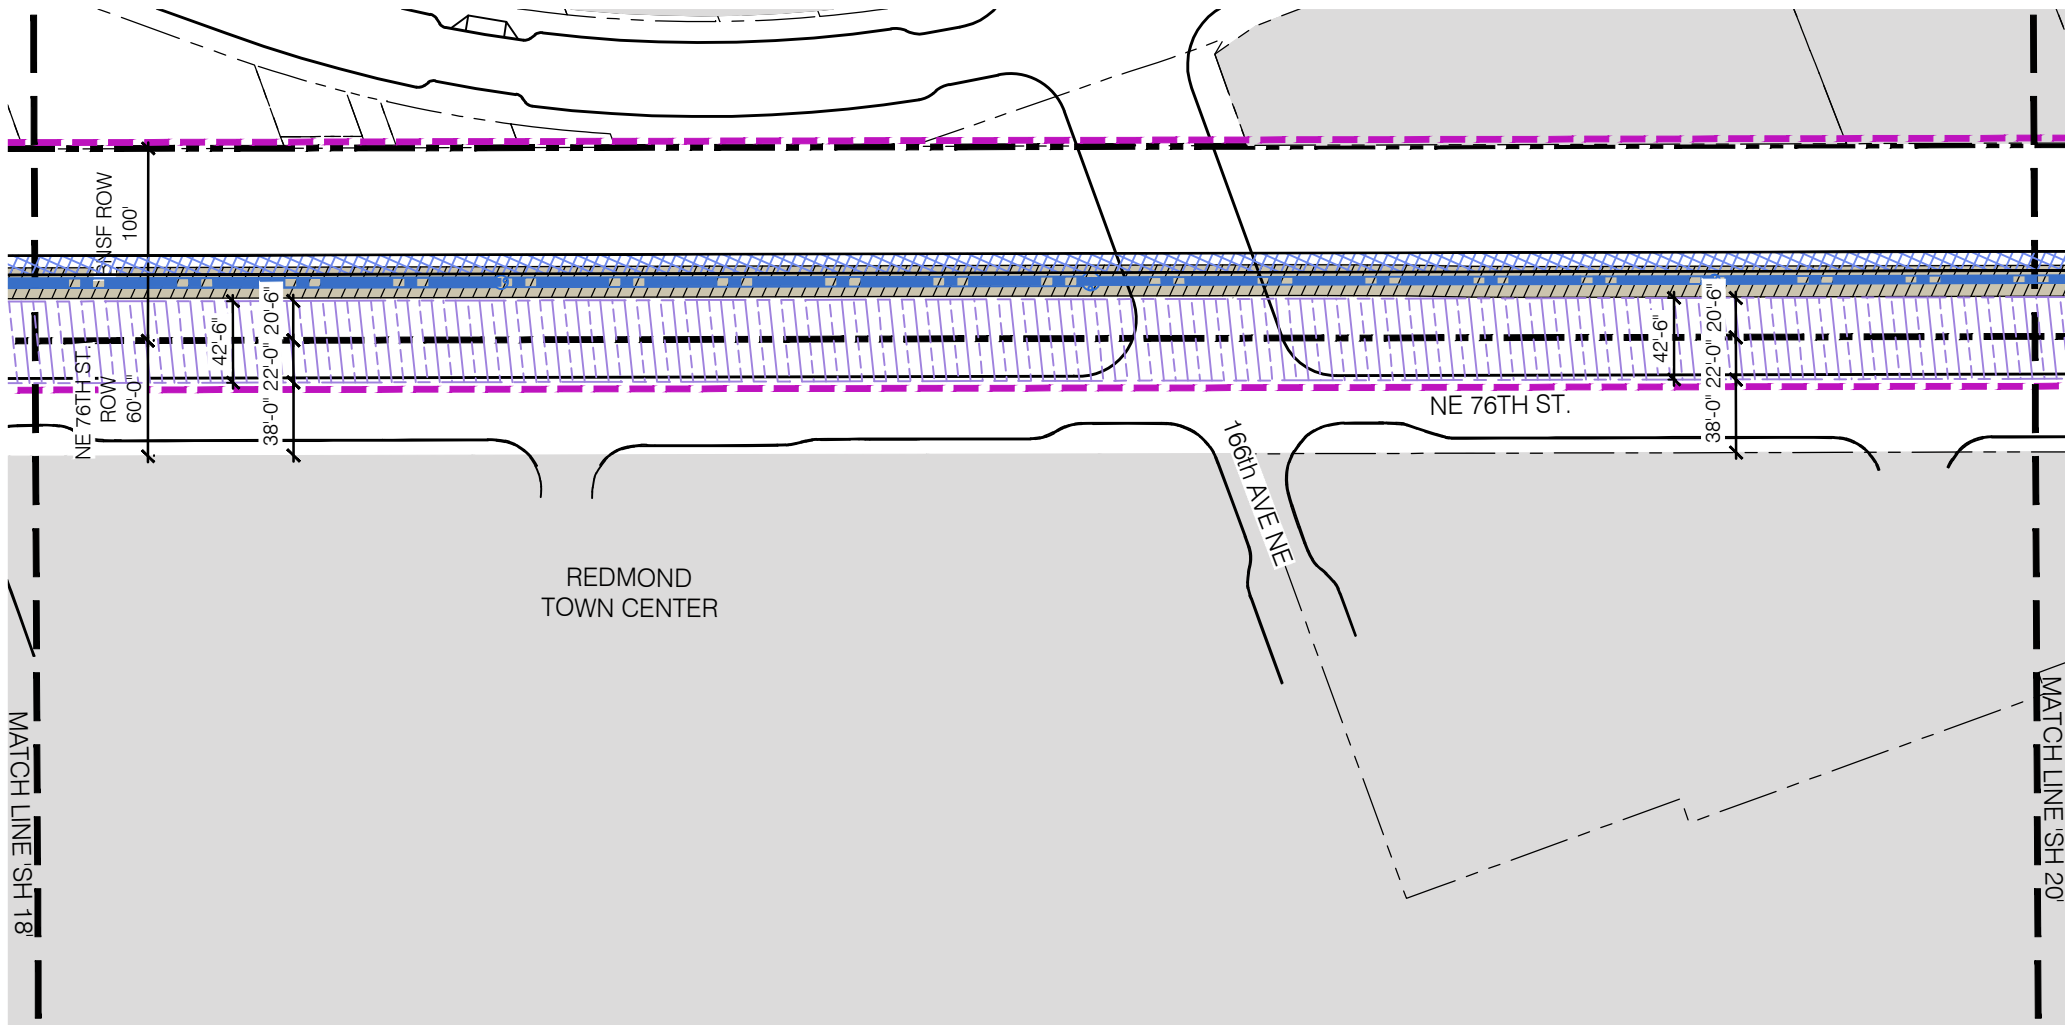 BNSF ROW
100'
NE 76TH ST.
ROW
60'-0"
42'-6"
20'-6"
22'-0"
38'-0"
42'-6"
20'-6"
22'-0"
38'-0"
NE 76TH ST.
166th AVE NE
REDMOND
TOWN CENTER
MATCH LINE 'SH 18'
MATCH LINE 'SH 20'